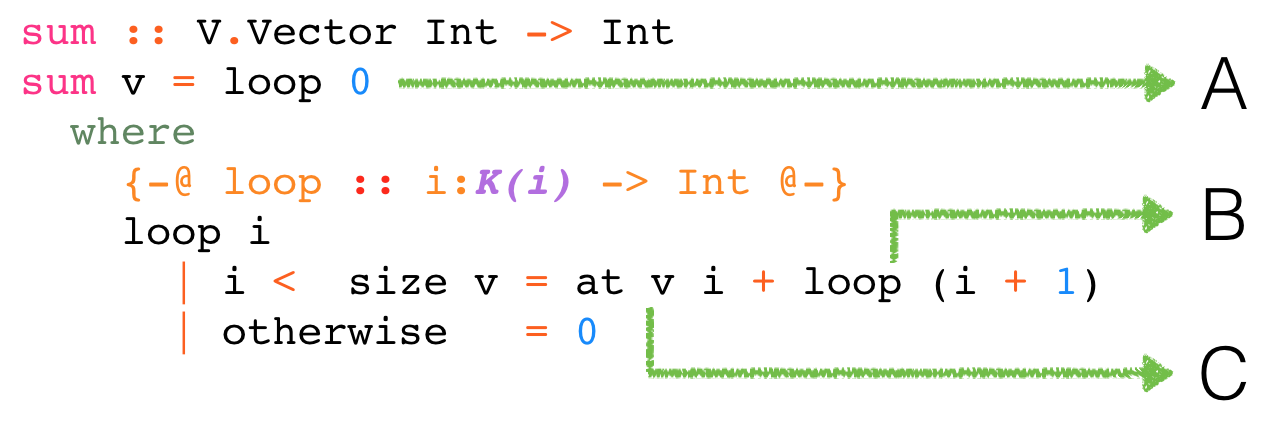 sum :: V.Vector Int -> Int
sum v = loop 0
A
where
{-@ loop :: i:K(i) -> Int @-}
B
loop i
| i < size v = at v i + loop (i + 1)
| otherwise = 0
C